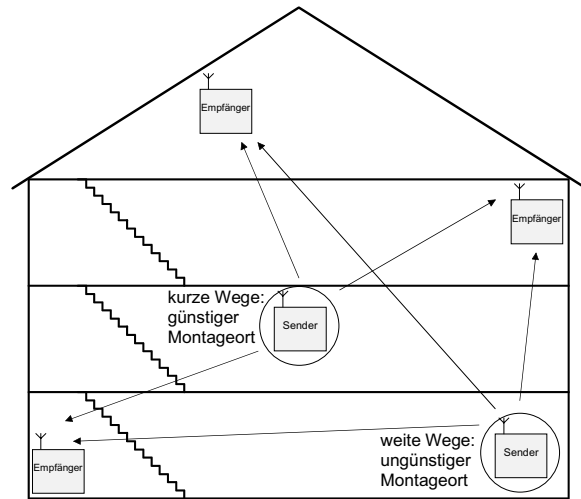 Empfänger
Empfänger
kurze Wege:
günstiger
Montageort
Sender
weite Wege:
ungünstiger
Montageort
Sender
Empfänger